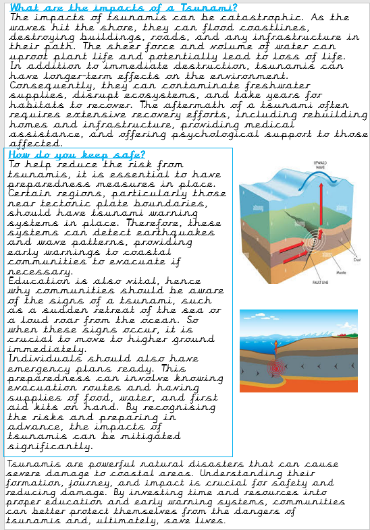 What are the impacts of a Tsunami?
The impacts of tsunamis can be catastrophic. As the
waves hit the shore, they can flood coastlines,
destroying buildings, roads, and any infrastructure in
their path. The sheer force and volume of water can
uproot plant life and potentially lead to loss of life.
In addition to immediate destruction, tsunamis can
have longer-term effects on the environment.
Consequently, they can contaminate freshwater
supplies, disrupt ecosystems, and take years for
habitats to recover. The aftermath of a tsunami often
requires extensive recovery efforts, including rebuilding
homes and infrastructure, providing medical
assistance, and offering psychological support to those
affected.
How do you keep safe?
To help reduce the risk from
tsunamis, it is essential to have
preparedness measures in place.
Certain regions, particularly those
near tectonic plate boundaries,
should have tsunami warning
systems in place. Therefore, these
systems can detect earthquakes
and wave patterns, providing
early warnings to coastal
communities to evacuate if
necessary.
Education is also vital, hence
why communities should be aware
of the signs of a tsunami, such
as a sudden retreat of the sea or
a loud roar from the ocean. So
when these signs occur, it is
crucial to move to higher ground
immediately.
Individuals should also have
emergency plans ready. This
preparedness can involve knowing
evacuation routes and having
supplies of food, water, and first
aid kits on hand. By recognising
the risks and preparing in
advance, the impacts of
tsunamis can be mitigated
significantly.
Tsunamis are powerful natural disasters that can cause
severe damage to coastal areas. Understanding their
formation, journey, and impact is crucial for safety and
reducing damage. By investing time and resources into
proper education and early warning systems, communities
can better protect themselves from the dangers of
tsunamis and, ultimately, save lives.